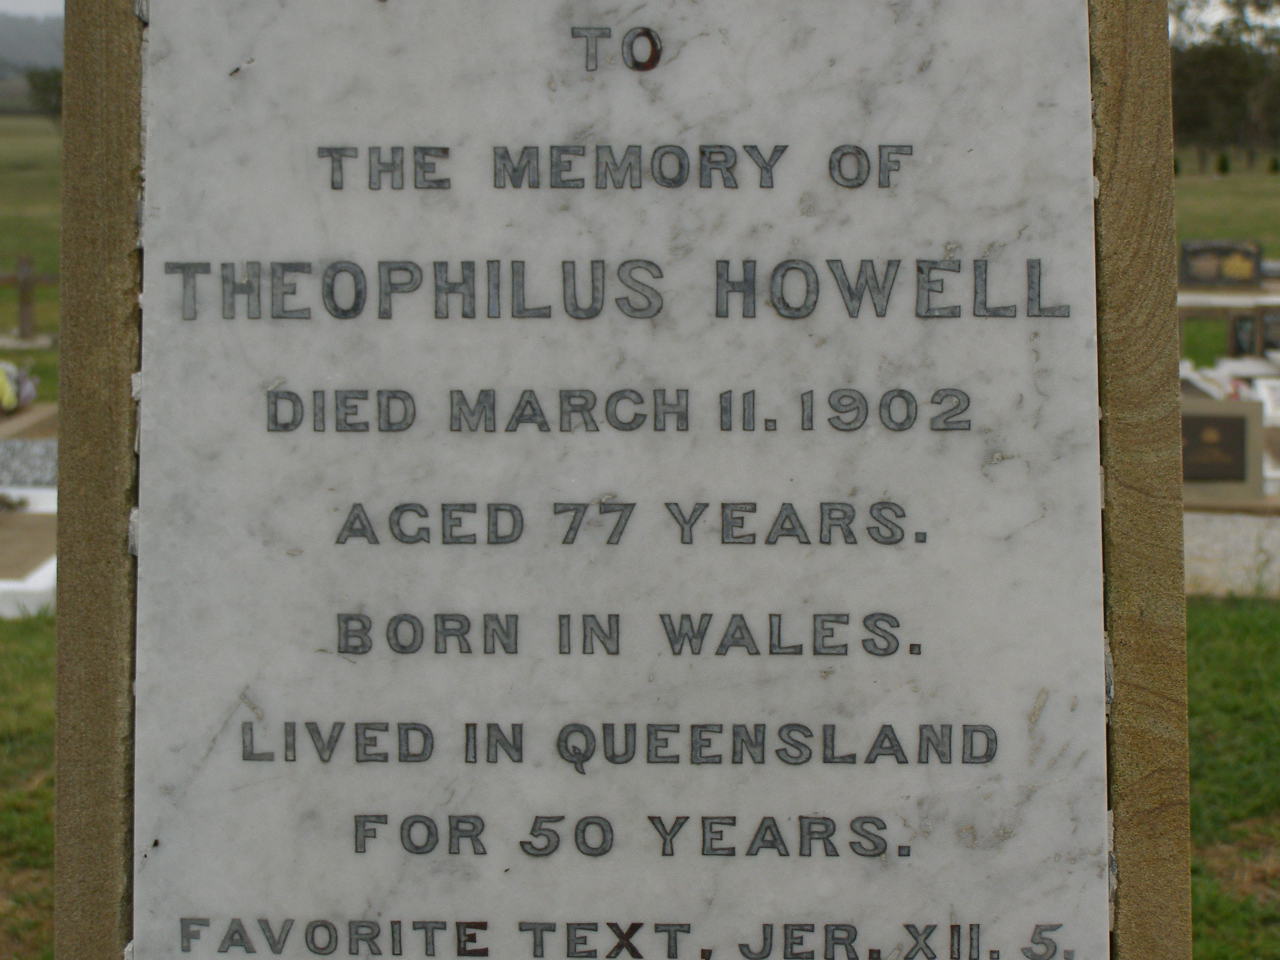 TO
THE MEMORY OF
THEOPHILUS HOWELL
DIED MARCH 11. 1902
AGED 77 YEARS.
BORN IN WALES.
LIVED IN QUEENSLAND
FOR 50 YEARS.
FAVORITE TEXT, JER. XII. 5.